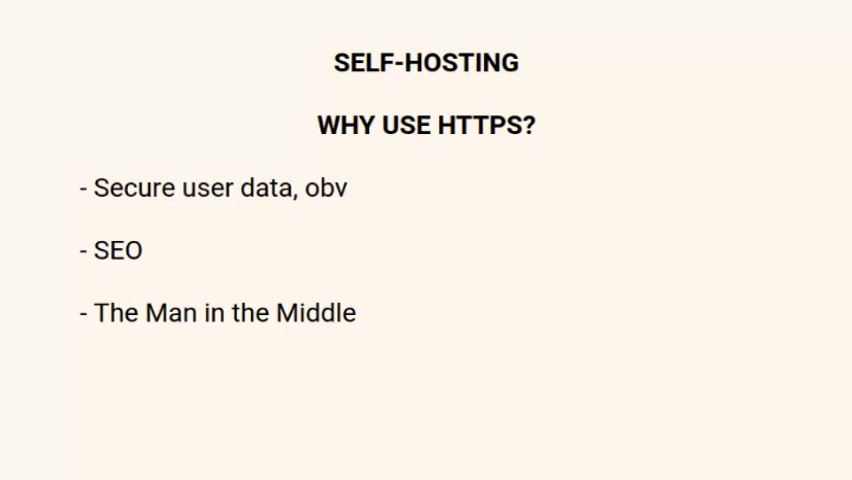 SELF-HOSTING
WHY USE HTTPS?
- Secure user data, obv
- SEO
- The Man in the Middle